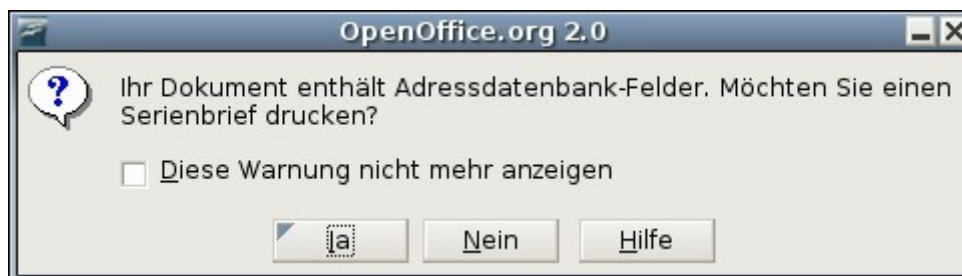 OpenOffice.org 2.0
Ihr Dokument enthält Adressdatenbank-Felder. Möchten Sie einen
Serienbrief drucken?
Diese Warnung nicht mehr anzeigen
Ja Nein Hilfe